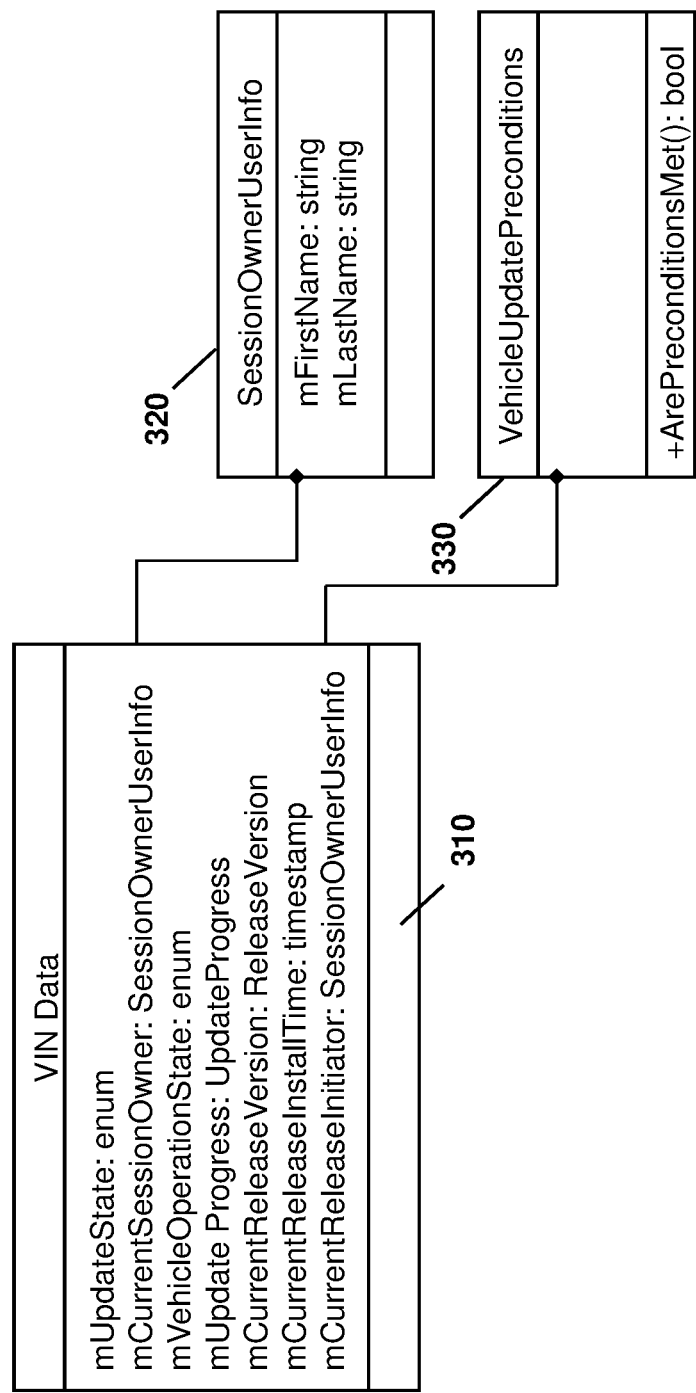 VIN Data
mUpdateState: enum
mCurrentSessionOwner: SessionOwnerUserInfo
mVehicleOperationState: enum
mUpdate Progress: UpdateProgress
mCurrentReleaseVersion: ReleaseVersion
mCurrentReleaseInstallTime: timestamp
mCurrentReleaseInitiator: SessionOwnerUserInfo
310
320
SessionOwnerUserInfo
mFirstName: string
mLastName: string
330
VehicleUpdatePreconditions
+ArePreconditionsMet(): bool